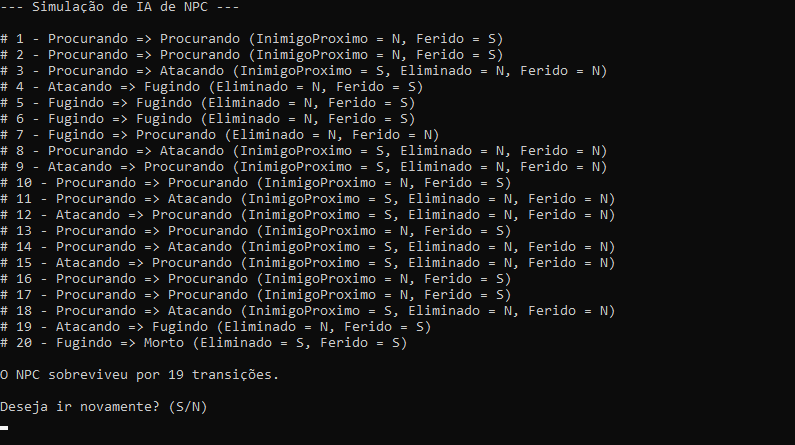 --- Simulação de IA de NPC ---
# 1 - Procurando => Procurando (InimigoProximo = N, Ferido = S)
# 2 - Procurando => Procurando (InimigoProximo = N, Ferido = S)
# 3 - Procurando => Atacando (InimigoProximo = S, Eliminado = N, Ferido = N)
# 4 - Atacando => Fugindo (Eliminado = N, Ferido = S)
# 5 - Fugindo => Fugindo (Eliminado = N, Ferido = S)
# 6 - Fugindo => Fugindo (Eliminado = N, Ferido = S)
# 7 - Fugindo => Procurando (Eliminado = N, Ferido = N)
# 8 - Procurando => Atacando (InimigoProximo = S, Eliminado = N, Ferido = N)
# 9 - Atacando => Procurando (InimigoProximo = S, Eliminado = N, Ferido = N)
# 10 - Procurando => Procurando (InimigoProximo = N, Ferido = S)
# 11 - Procurando => Atacando (InimigoProximo = S, Eliminado = N, Ferido = N)
# 12 - Atacando => Procurando (InimigoProximo = S, Eliminado = N, Ferido = N)
# 13 - Procurando => Procurando (InimigoProximo = N, Ferido = S)
# 14 - Procurando => Atacando (InimigoProximo = S, Eliminado = N, Ferido = N)
# 15 - Atacando => Procurando (InimigoProximo = S, Eliminado = N, Ferido = N)
# 16 - Procurando => Procurando (InimigoProximo = N, Ferido = S)
# 17 - Procurando => Procurando (InimigoProximo = N, Ferido = S)
# 18 - Procurando => Atacando (InimigoProximo = S, Eliminado = N, Ferido = N)
# 19 - Atacando => Fugindo (Eliminado = N, Ferido = S)
# 20 - Fugindo => Morto (Eliminado = S, Ferido = S)
O NPC sobreviveu por 19 transições.
Deseja ir novamente? (S/N)